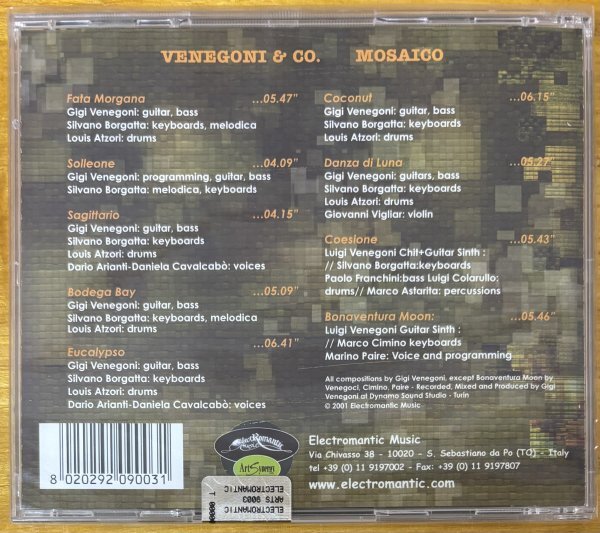 VENEGONI & CO. MOSAICO
Fata Morgana ...05.47"
Gigi Venegoni: guitar, bass
Silvano Borgatta: keyboards, melodica
Louis Atzori: drums
Solleone ...04.09"
Gigi Venegoni: programming, guitar, bass
Silvano Borgatta: melodica, keyboards
Sagittario ...04.15"
Gigi Venegoni: guitar, bass
Silvano Borgatta: keyboards
Louis Atzori: drums
Dario Arianti-Daniela Cavalcabò: voices
Bodega Bay ...05.09"
Gigi Venegoni: guitar, bass
Silvano Borgatta: keyboards, melodica
Louis Atzori: drums
Eucalypso ...06.41"
Gigi Venegoni: guitar, bass
Silvano Borgatta: keyboards
Louis Atzori: drums
Dario Arianti-Daniela Cavalcabò: voices
Coconut ...06.15"
Gigi Venegoni: guitar, bass
Silvano Borgatta: keyboards
Louis Atzori: drums
Danza di Luna ...05.27"
Gigi Venegoni: guitars, bass
Silvano Borgatta: keyboards
Louis Atzori: drums
Giovanni Vigliar: violin
Coesione ...05.43"
Luigi Venegoni Chit+Guitar Sinth :
// Silvano Borgatta:keyboards
Paolo Franchini:bass Luigi Colarullo:
drums// Marco Astarita: percussions
Bonaventura Moon: ...05.46"
Luigi Venegoni Guitar Sinth :
// Marco Cimino keyboards
Marino Paire: Voice and programming
All compositions by Gigi Venegoni, except Bonaventura Moon by
Venegoci, Cimino, Paire - Recorded, Mixed and Produced by Gigi
Venegoni at Dynamo Sound Studio - Turin
© 2001 Electromantic Music
8 020292 090031
ElectRomantic
ArtSynergy
ELECTROMANTIC
ARTS 9003
ELECTROMANTIC
T 00000
Electromantic Music
Via Chivasso 38 - 10020 - S. Sebastiano da Po (TO) - Italy
tel +39 (0) 11 9197002 - Fax: +39 (0) 11 9197807
www.electromantic.com